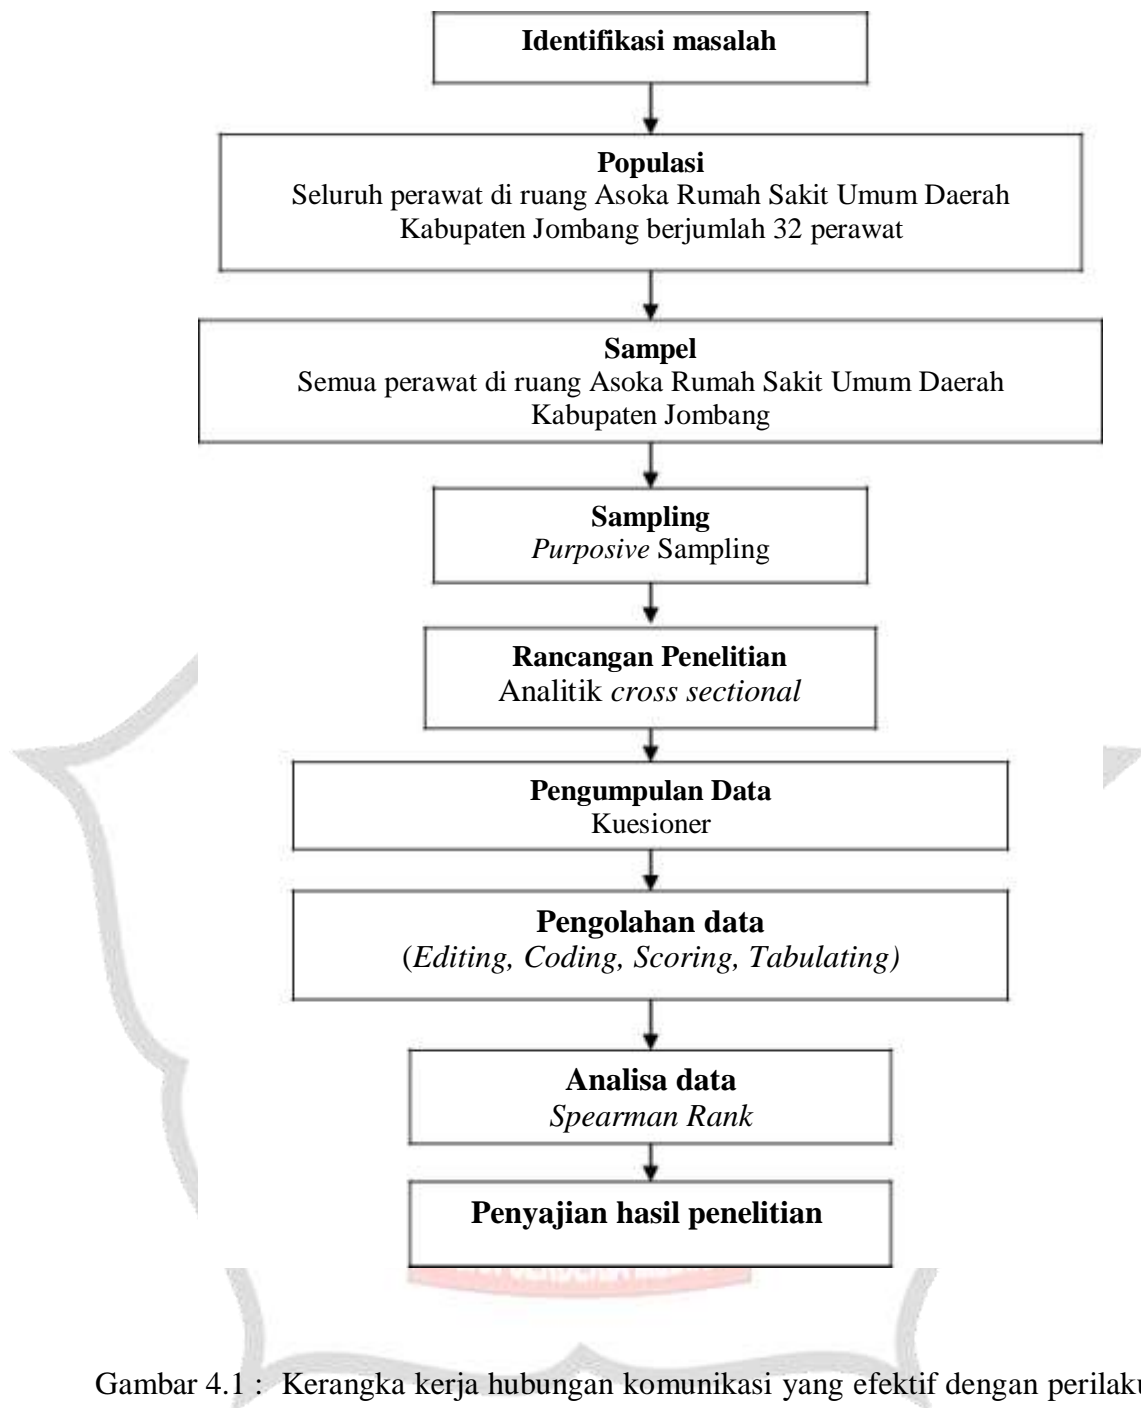 Identifikasi masalah
Populasi
Seluruh perawat di ruang Asoka Rumah Sakit Umum Daerah
Kabupaten Jombang berjumlah 32 perawat
Sampel
Semua perawat di ruang Asoka Rumah Sakit Umum Daerah
Kabupaten Jombang
Sampling
Purposive Sampling
Rancangan Penelitian
Analitik cross sectional
Pengumpulan Data
Kuesioner
Pengolahan data
(Editing, Coding, Scoring, Tabulating)
Analisa data
Spearman Rank
Penyajian hasil penelitian
Gambar 4.1 : Kerangka kerja hubungan komunikasi yang efektif dengan perilaku